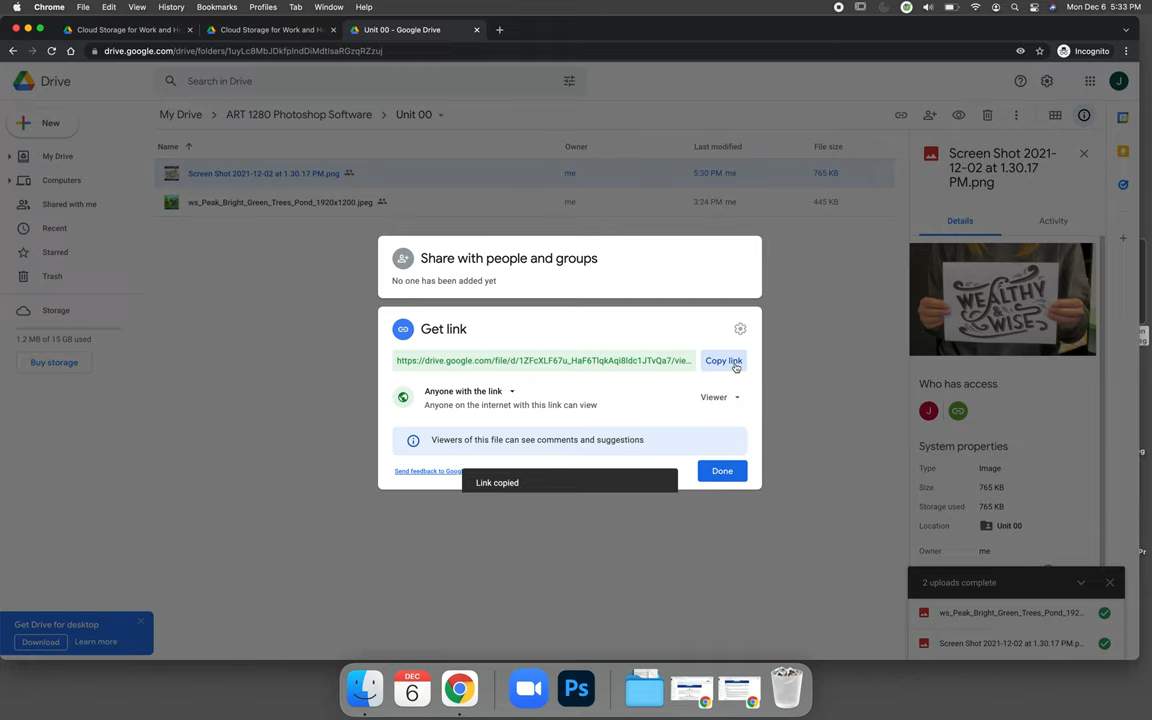 Chrome File Edit View History Bookmarks Profiles Tab Window Help Mon Dec 6 5:33 PM
Cloud Storage for Work and H Cloud Storage for Work and H Unit 00 - Google Drive
drive.google.com/drive/folders/ Incognito
Drive Search in Drive J
New My Drive ART 1280 Photoshop Software Unit 00
Name Owner Last modified File size
My Drive
Computers
Shared with me
Recent
Starred
Trash
Storage
1.2 MB of 15 GB used
Buy storage
Screen Shot 2021-12-02 at 1.30.17 PM.png me 5:30 PM me 765 KB
ws_Peak_Bright_Green_Trees_Pond_1920x1200.jpeg me 3:24 PM me 445 KB
Share with people and groups
No one has been added yet
Get link
https://drive.google.com/file/d/ Copy link
Anyone with the link
Anyone on the internet with this link can view Viewer
Viewers of this file can see comments and suggestions
Send feedback to Goog
Link copied
Done
Screen Shot 2021-
12-02 at 1.30.17
PM.png
Details Activity
WEALTHY
& WISE
Who has access
J
System properties
Type Image
Size 765 KB
Storage used 765 KB
Location Unit 00
Owner me
2 uploads complete
ws_Peak_Bright_Green_Trees_Pond_192...
Screen Shot 2021-12-02 at 1.30.17 PM.p...
Get Drive for desktop
Download Learn more
DEC
6
Ps